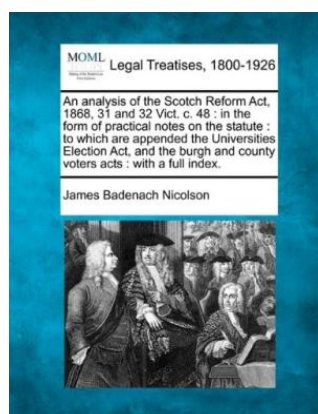 MOML
Legal Treatises, 1800-1926
An analysis of the Scotch Reform Act,
1868, 31 and 32 Vict. c. 48 : in the
form of practical notes on the statute :
to which are appended the Universities
Election Act, and the burgh and county
voters acts : with a full index.
James Badenach Nicolson